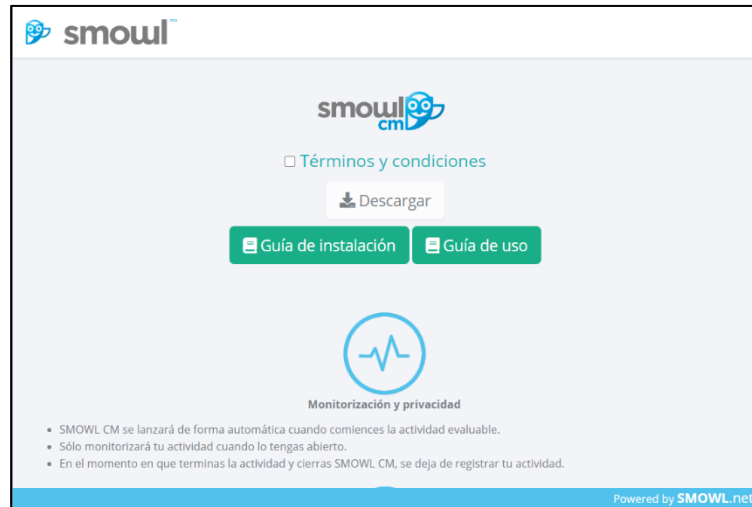 smowl™
smowl
cm
Términos y condiciones
Descargar
Guía de instalación
Guía de uso
Monitorización y privacidad
SMOWL CM se lanzará de forma automática cuando comiences la actividad evaluable.
Sólo monitorizará tu actividad cuando lo tengas abierto.
En el momento en que terminas la actividad y cierras SMOWL CM, se deja de registrar tu actividad.
Powered by SMOWL.net